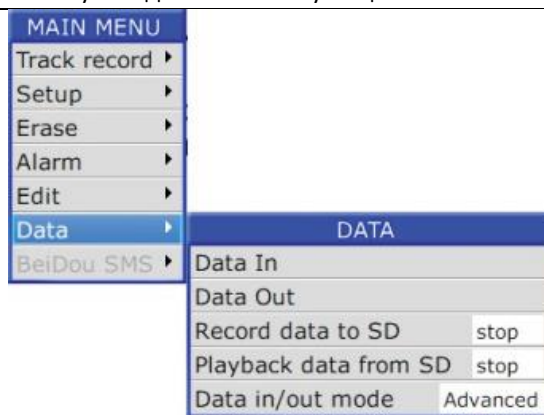 MAIN MENU
Track record
Setup
Erase
Alarm
Edit
Data
BeiDou SMS
DATA
Data In
Data Out
Record data to SD stop
Playback data from SD stop
Data in/out mode Advanced